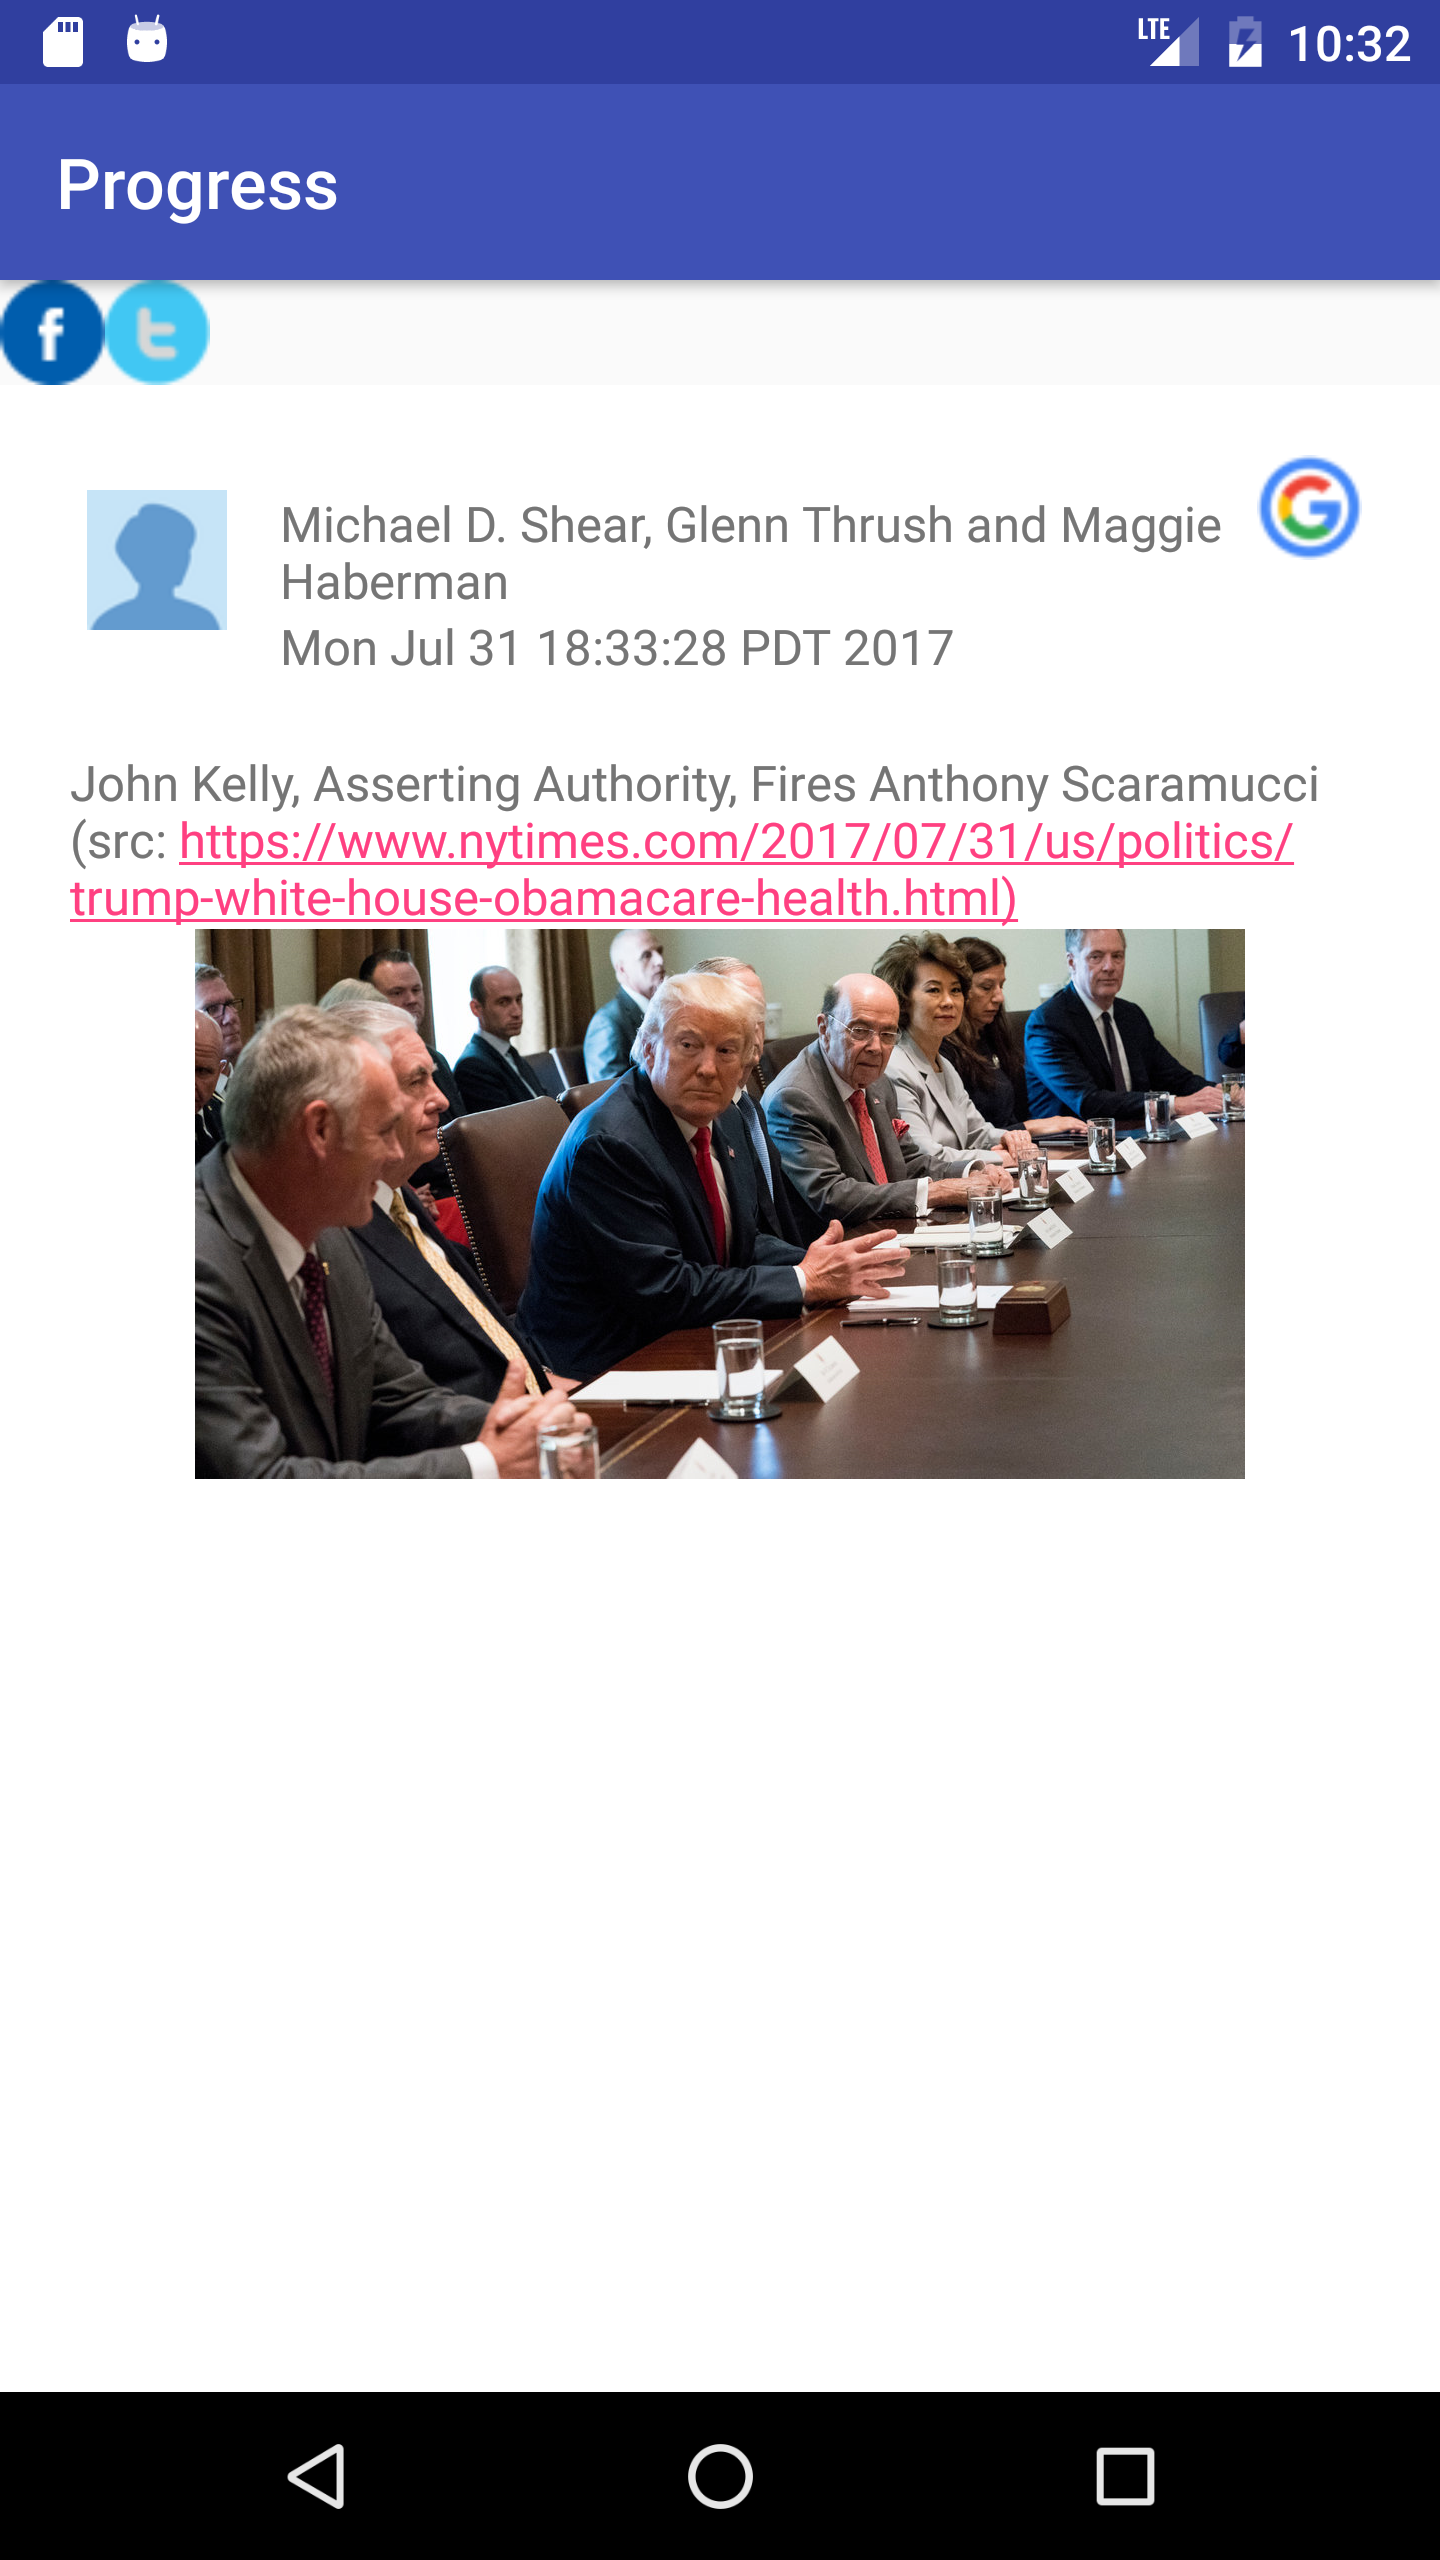 LTE 10:32
Progress
f t
Michael D. Shear, Glenn Thrush and Maggie
Haberman
G
Mon Jul 31 18:33:28 PDT 2017
John Kelly, Asserting Authority, Fires Anthony Scaramucci
(src: https://www.nytimes.com/2017/07/31/us/politics/
trump-white-house-obamacare-health.html)